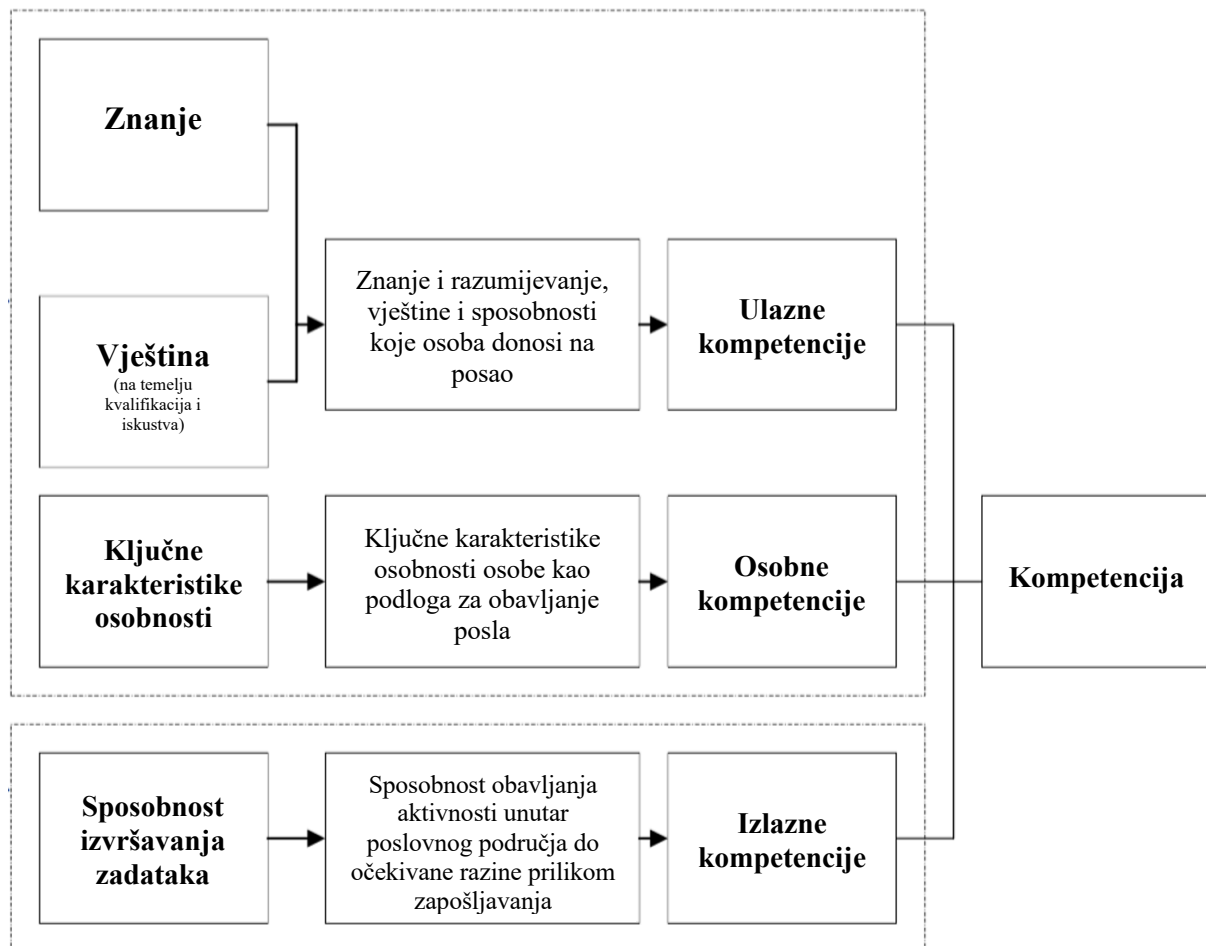 Znanje
Vještina
(na temelju
kvalifikacija i
iskustva)
Znanje i razumijevanje,
vještine i sposobnosti
koje osoba donosi na
posao
Ulazne
kompetencije
Ključne
karakteristike
osobnosti
Ključne karakteristike
osobnosti osobe kao
podloga za obavljanje
posla
Osobne
kompetencije
Kompetencija
Sposobnost
izvršavanja
zadataka
Sposobnost obavljanja
aktivnosti unutar
poslovnog područja do
očekivane razine prilikom
zapošljavanja
Izlazne
kompetencije